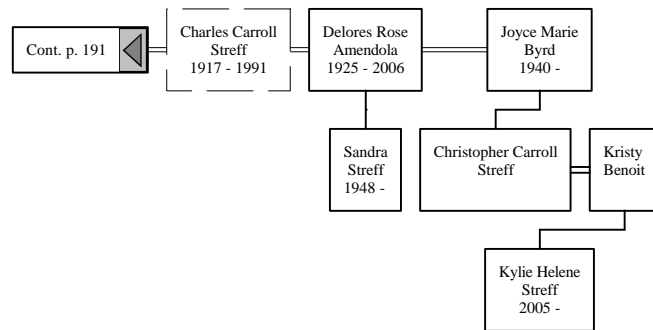 Cont. p. 191
Charles Carroll
Streff
1917 - 1991
Delores Rose
Amendola
1925 - 2006
Joyce Marie
Byrd
1940 -
Sandra
Streff
1948 -
Christopher Carroll
Streff
Kristy
Benoit
Kylie Helene
Streff
2005 -